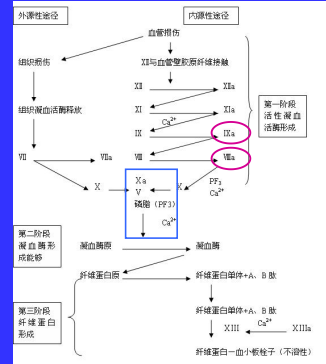 外源性途径
内源性途径
血管损伤
组织损伤
XII与血管壁胶原纤维接触
XII
XIIa
组织凝血活酶释放
XI
XIa
Ca2+
IX
IXa
第一阶段
活性凝血
活酶形成
VII
VIIa
VIII
VIIIa
X
Xa
V
磷脂（PF3）
X
PF3
Ca2+
Ca2+
第二阶段
凝血酶形
成能够
凝血酶原
凝血酶
纤维蛋白原
纤维蛋白单体+A、B肽
第三阶段
纤维蛋白
形成
纤维蛋白单体+A、B肽
XIII
Ca2+
XIIIa
纤维蛋白一血小板栓子（不溶性）